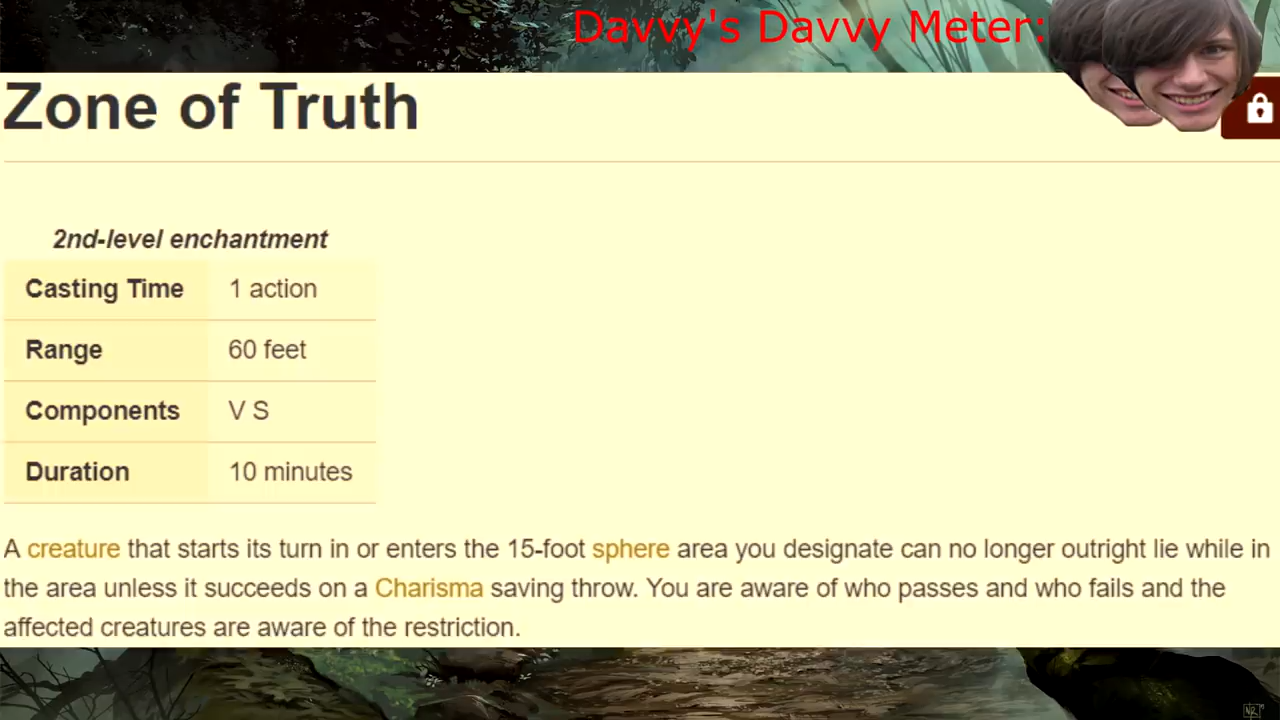 Davvy's Davvy Meter:
Zone of Truth
2nd-level enchantment
Casting Time 1 action
Range 60 feet
Components V S
Duration 10 minutes
A creature that starts its turn in or enters the 15-foot sphere area you designate can no longer outright lie while in
the area unless it succeeds on a Charisma saving throw. You are aware of who passes and who fails and the
affected creatures are aware of the restriction.